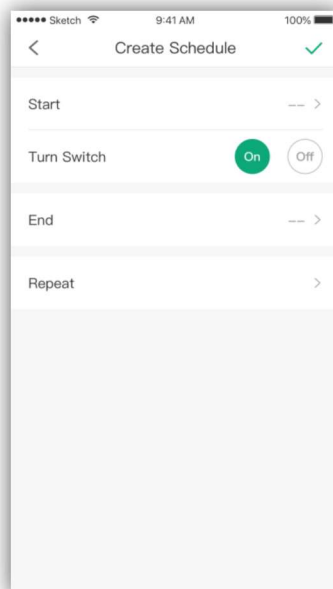 Sketch 9:41 AM 100%
Create Schedule
Start -- >
Turn Switch On Off
End -- >
Repeat >